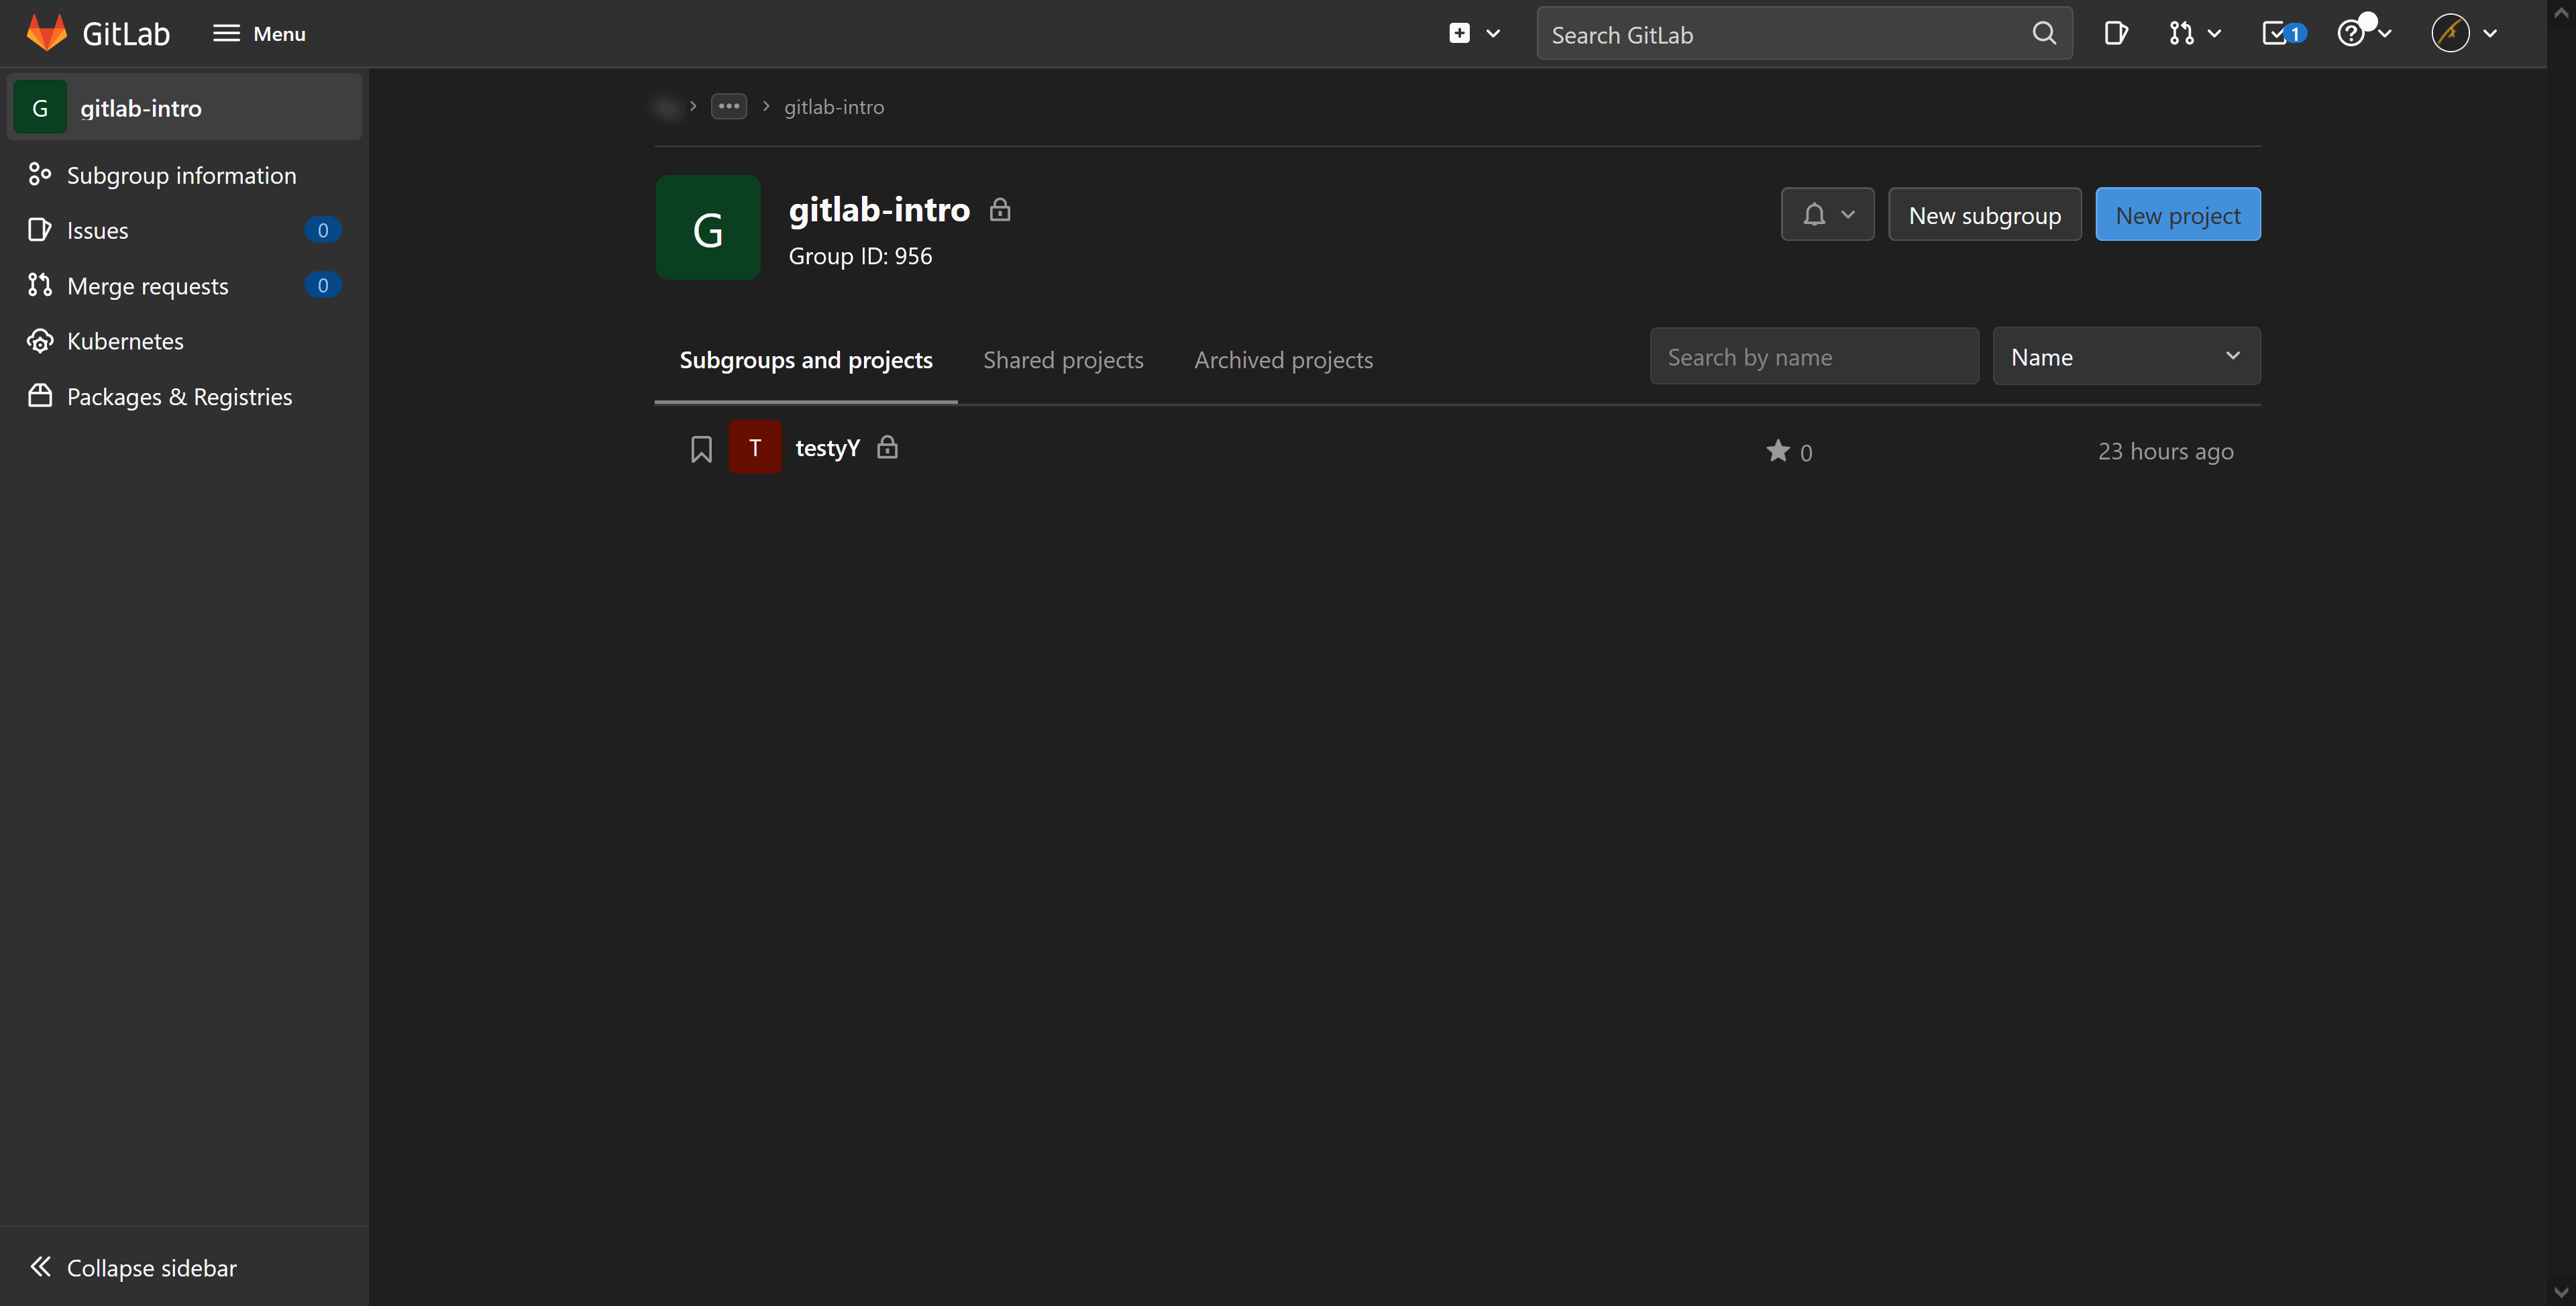 GitLab Menu Search GitLab 1
G gitlab-intro
Subgroup information
Issues 0
Merge requests 0
Kubernetes
Packages & Registries
Collapse sidebar
gitlab-intro
G gitlab-intro
Group ID: 956
New subgroup New project
Subgroups and projects Shared projects Archived projects Search by name Name
T testyY 0 23 hours ago